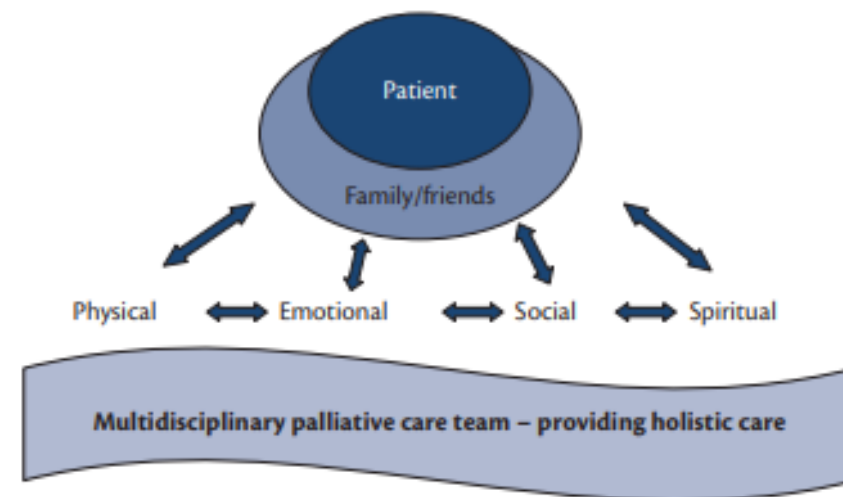 Patient
Family/friends
Physical
Emotional
Social
Spiritual
Multidisciplinary palliative care team – providing holistic care